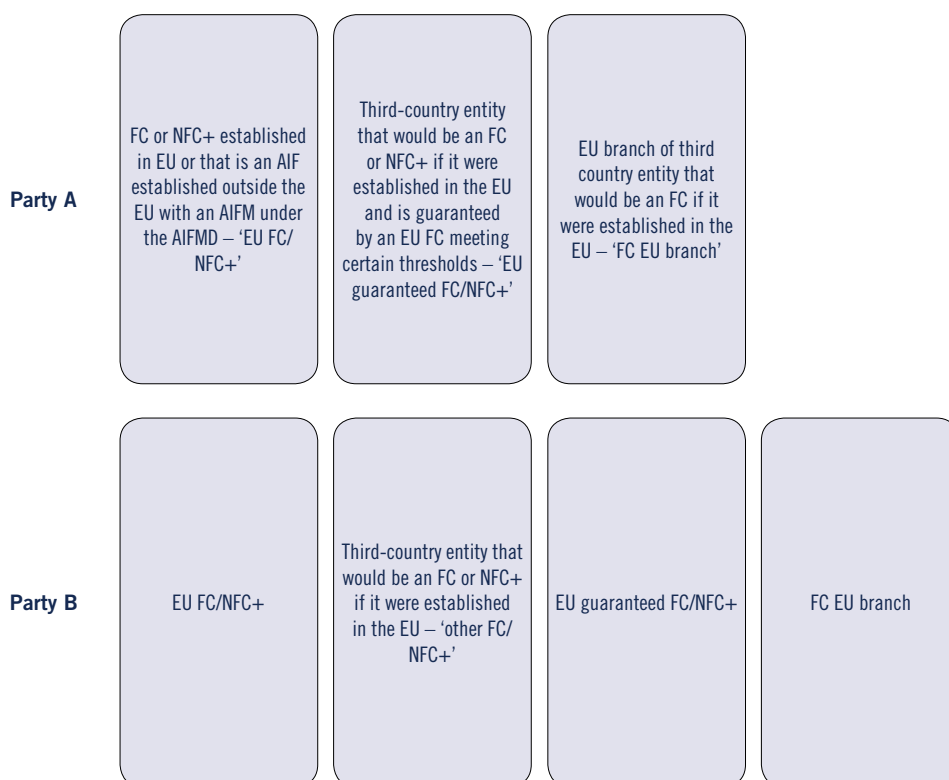 Party A
FC or NFC+ established
in EU or that is an AIF
established outside the
EU with an AIFM under
the AIFMD – ‘EU FC/
NFC+’
Third-country entity
that would be an FC
or NFC+ if it were
established in the EU
and is guaranteed
by an EU FC meeting
certain thresholds – ‘EU
guaranteed FC/NFC+’
EU branch of third
country entity that
would be an FC if it
were established in the
EU – ‘FC EU branch’
Party B
EU FC/NFC+
Third-country entity that
would be an FC or NFC+
if it were established
in the EU – ‘other FC/
NFC+’
EU guaranteed FC/NFC+
FC EU branch